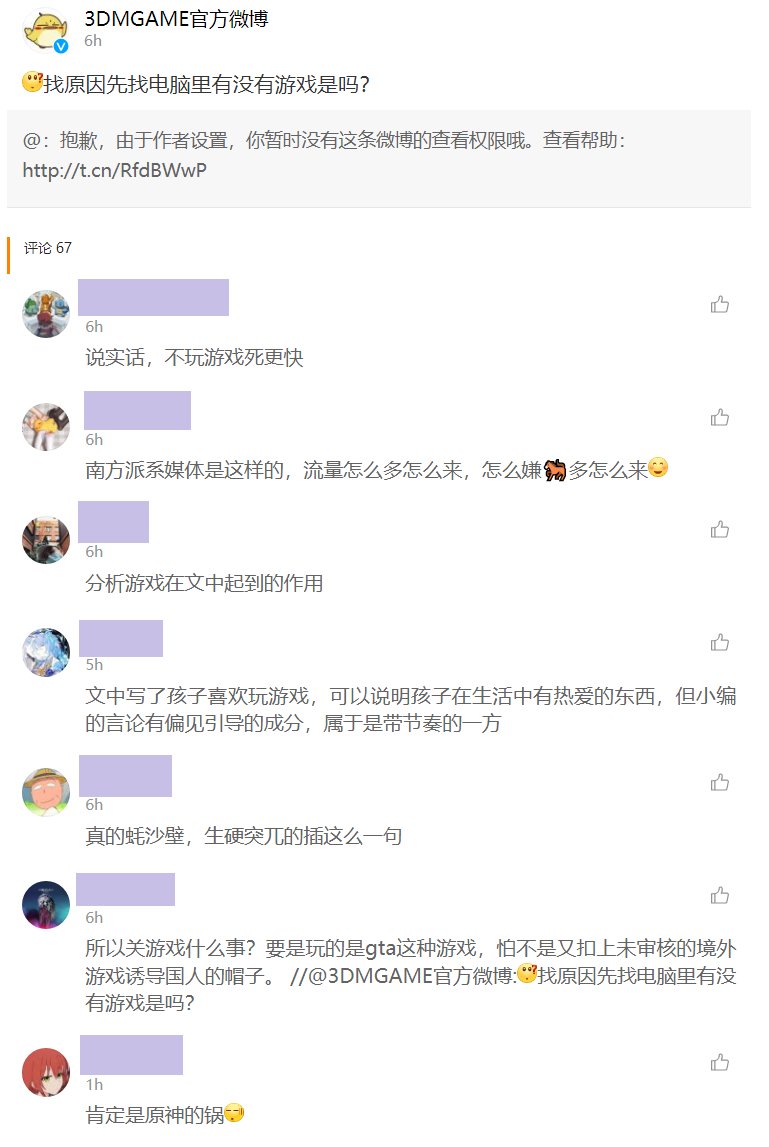 3DMGAME官方微博
6h
找原因先找电脑里有没有游戏是吗？
@：抱歉，由于作者设置，你暂时没有这条微博的查看权限哦。查看帮助：
http://t.cn/RfdBWwP
评论 67
6h
说实话，不玩游戏死更快
6h
南方派系媒体是这样的，流量怎么多怎么来，怎么嫌🐎多怎么来
6h
分析游戏在文中起到的作用
5h
文中写了孩子喜欢玩游戏，可以说明孩子在生活中有热爱的东西，但小编
的言论有偏见引导的成分，属于是带节奏的一方
6h
真的蚝沙壁，生硬突兀的插这么一句
6h
所以关游戏什么事？要是玩的是gta这种游戏，怕不是又扣上未审核的境外
游戏诱导国人的帽子。 //@3DMGAME官方微博:找原因先找电脑里有没
有游戏是吗？
1h
肯定是原神的锅